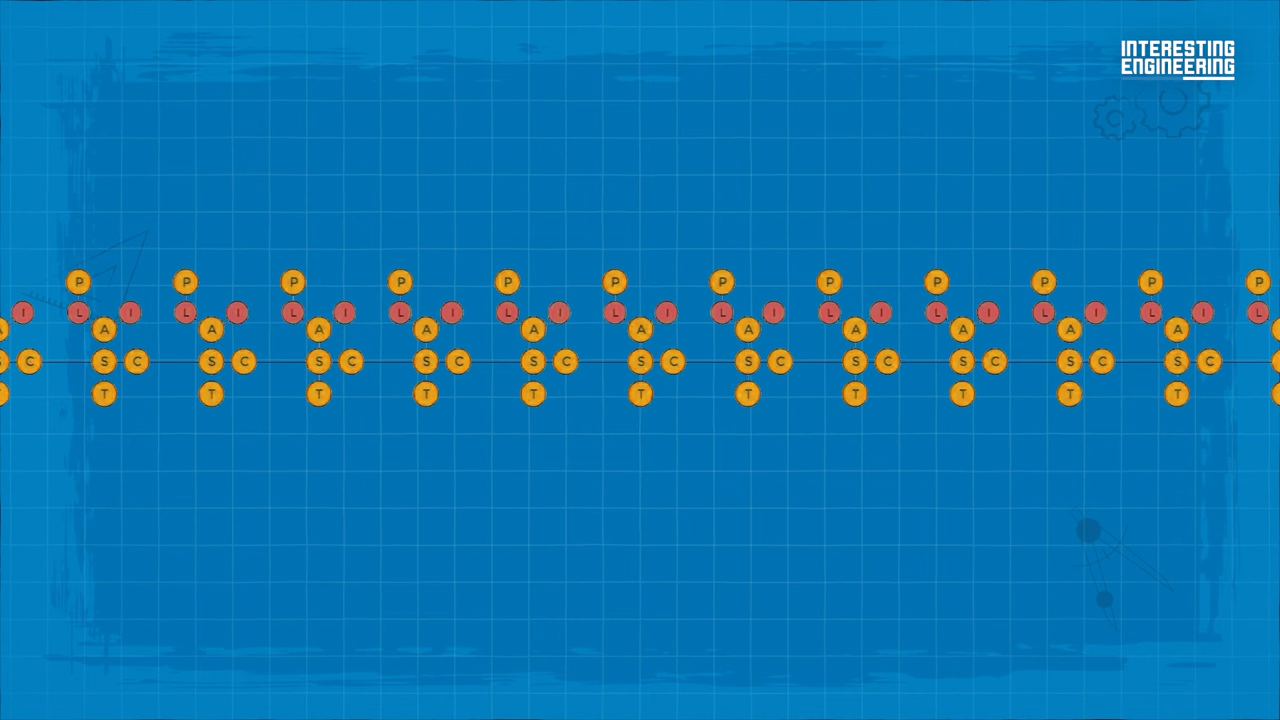 INTERESTING
ENGINEERING
P P P P P P P P P P P P
I L I L I L I L I L I L I L I L I L I L I L I L
A A A A A A A A A A A
C S C S C S C S C S C S C S C S C S C S C S C
T T T T T T T T T T T